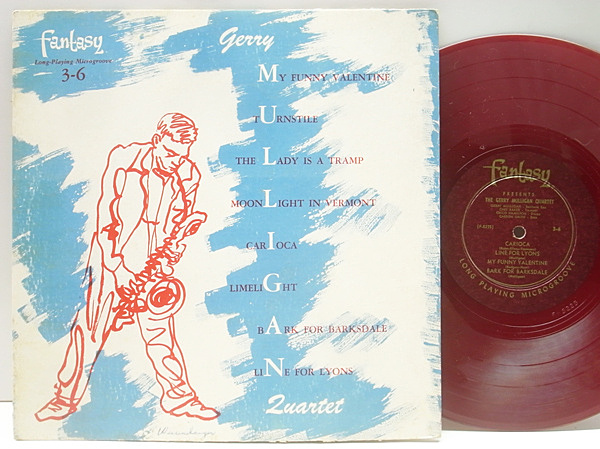 Fantasy
Long-Playing-Microgroove
3-6
Gerry
MULLIGAN
MY FUNNY VALENTINE
TURNSTILE
THE LADY IS A TRAMP
MOONLIGHT IN VERMONT
CARIOCA
LIMELIGHT
BARK FOR BARKSDALE
LINE FOR LYONS
Quartet
Fantasy
PRESENTS
THE GERRY MULLIGAN QUARTET
3-6
CARIOCA
LINE FOR LYONS
MY FUNNY VALENTINE
BARK FOR BARKSDALE
LONG PLAYING MICROGROOVE